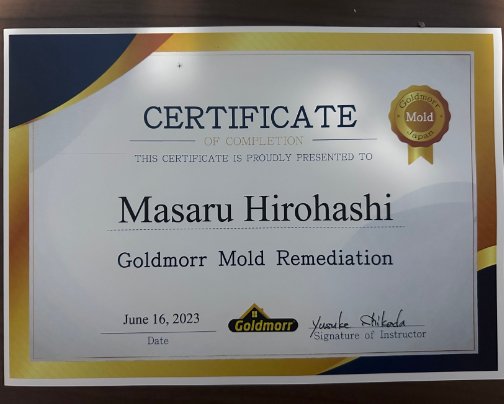 CERTIFICATE
OF COMPLETION
THIS CERTIFICATE IS PROUDLY PRESENTED TO
Goldmorr
Mold
Japan
Masaru Hirohashi
Goldmorr Mold Remediation
June 16, 2023
Date
Goldmorr
Yusuke
Signature of Instructor